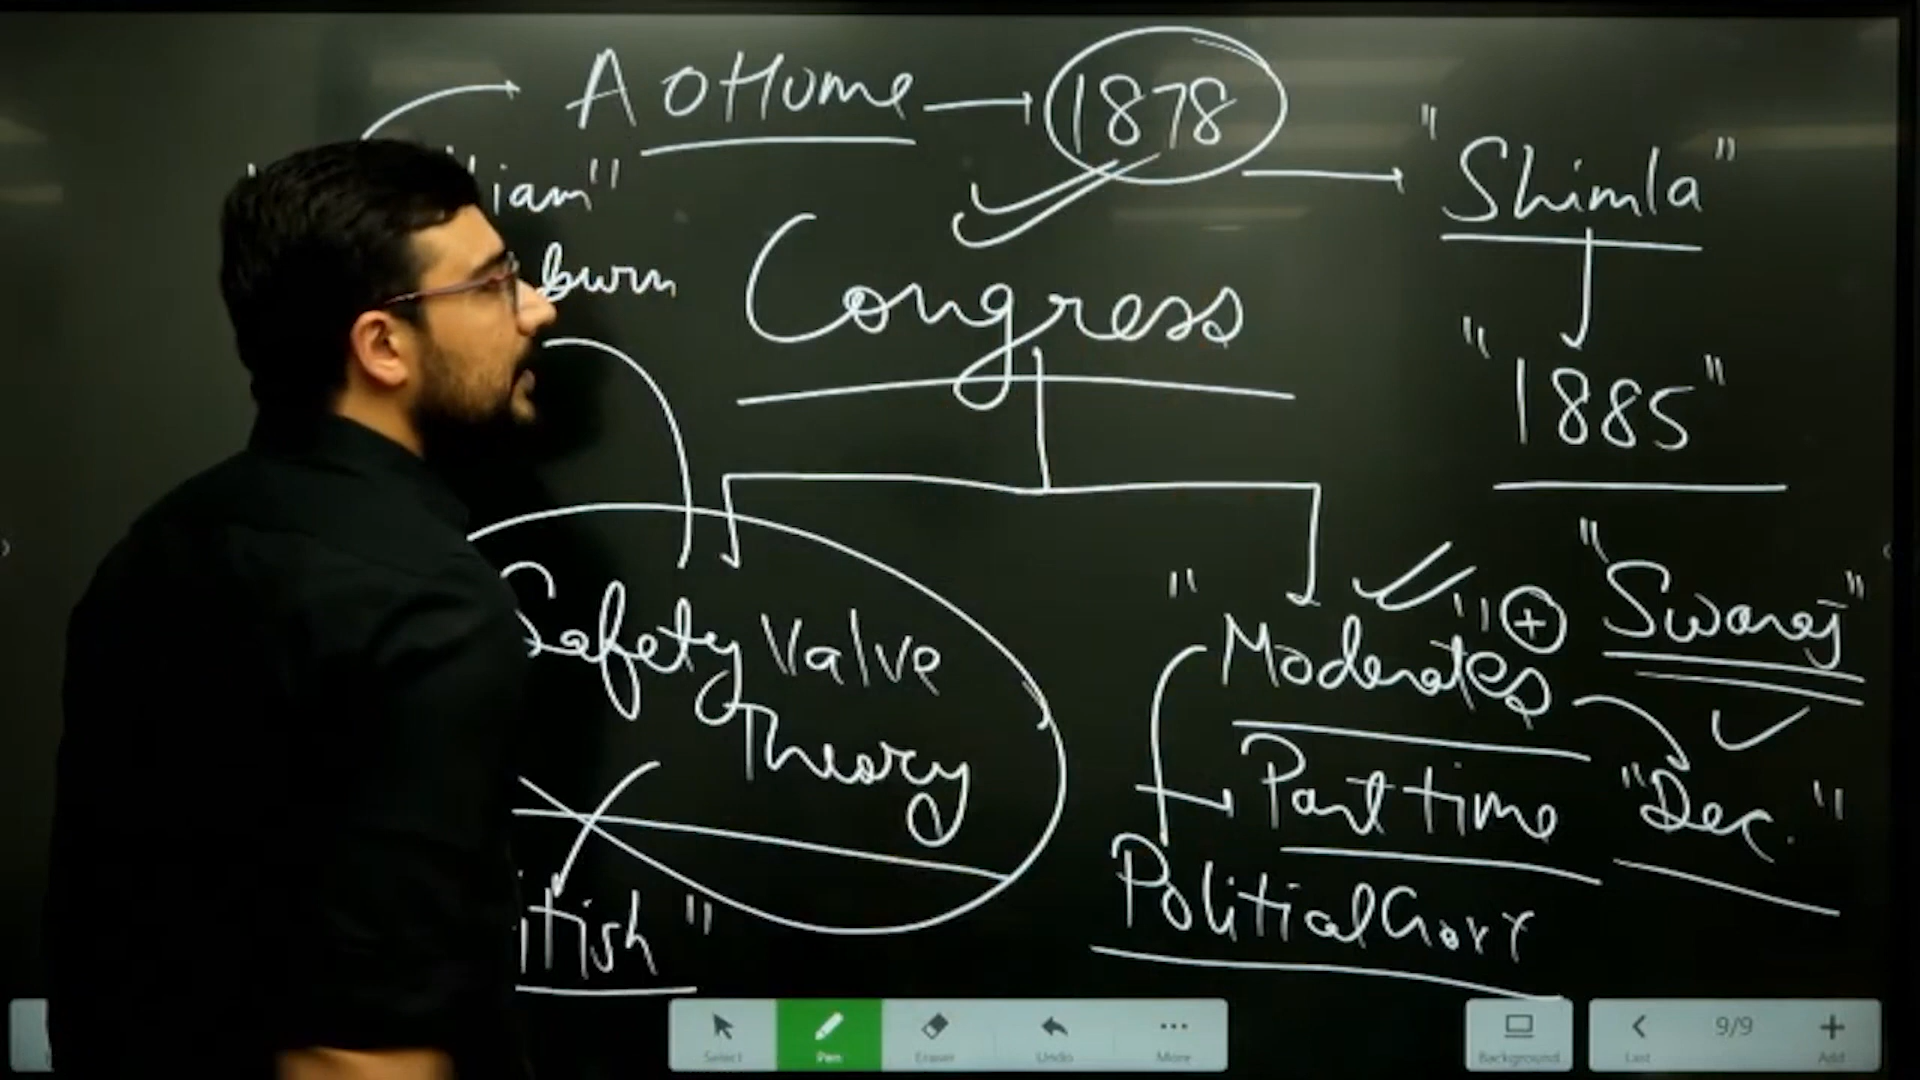 A O Hume → 1878
"Shimla"
iam"
burn
Congress
"1885"
Safety Valve
Theory
"Moderates" + "Swaraj"
Part time "Dec."
Political
itish"
Select Pen Eraser Undo More Background Last 9/9 Add